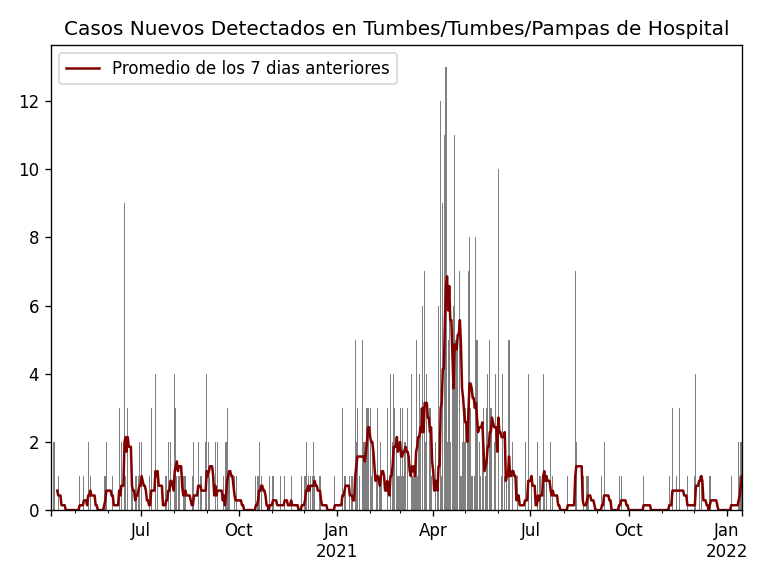 Casos Nuevos Detectados en Tumbes/Tumbes/Pampas de Hospital
Promedio de los 7 dias anteriores
12
10
8
6
4
2
0
Jul
Oct
Jan
2021
Apr
Jul
Oct
Jan
2022